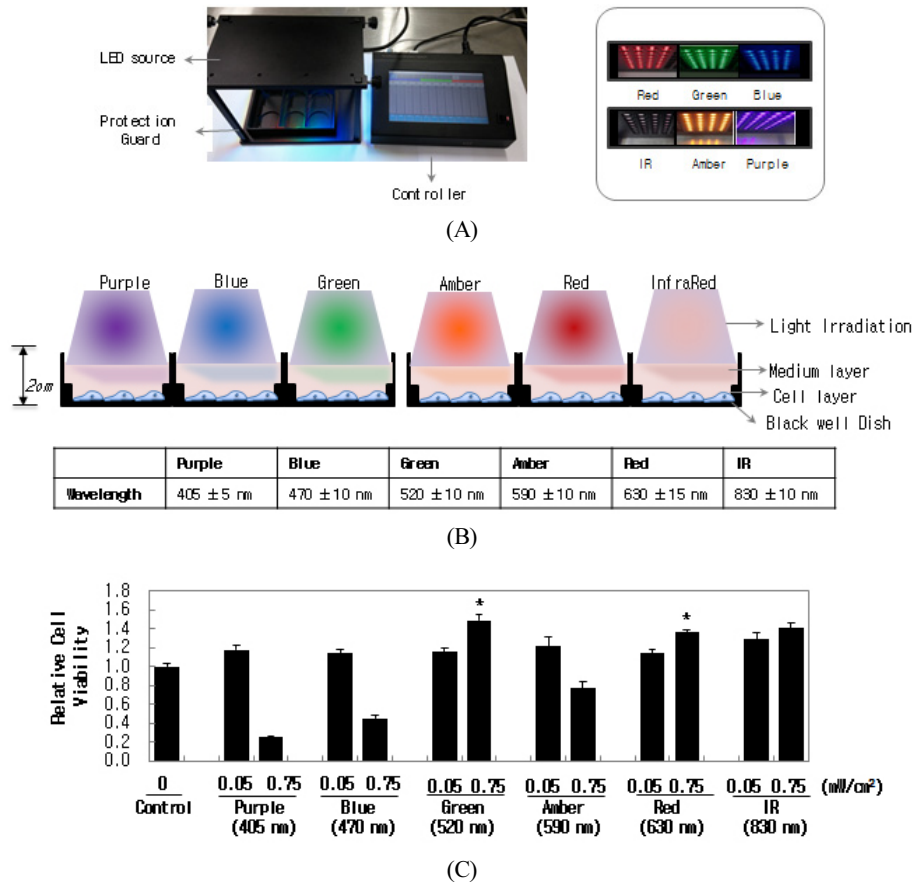 LED source
Protection
Guard
Controller
Red Green Blue
IR Amber Purple
(A)
Purple Blue Green Amber Red InfraRed
2cm
Light Irradiation
Medium layer
Cell layer
Black well Dish
Purple Blue Green Amber Red IR
Wavelength 405 ±5 nm 470 ±10 nm 520 ±10 nm 590 ±10 nm 630 ±15 nm 830 ±10 nm
(B)
Relative Cell
Viability
1.8
1.6
1.4
1.2
1.0
0.8
0.6
0.4
0.2
0.0
* *
0 0.05 0.75 0.05 0.75 0.05 0.75 0.05 0.75 0.05 0.75 0.05 0.75 (mW/cm²)
Control Purple Blue Green Amber Red IR
(405 nm) (470 nm) (520 nm) (590 nm) (630 nm) (830 nm)
(C)